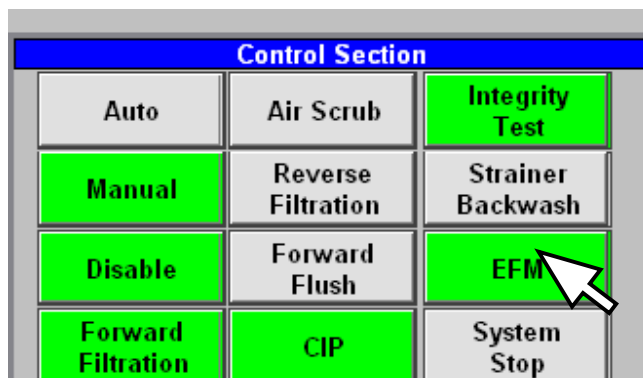 Control Section
Auto
Air Scrub
Integrity
Test
Manual
Reverse
Filtration
Strainer
Backwash
Disable
Forward
Flush
EFM
Forward
Filtration
CIP
System
Stop